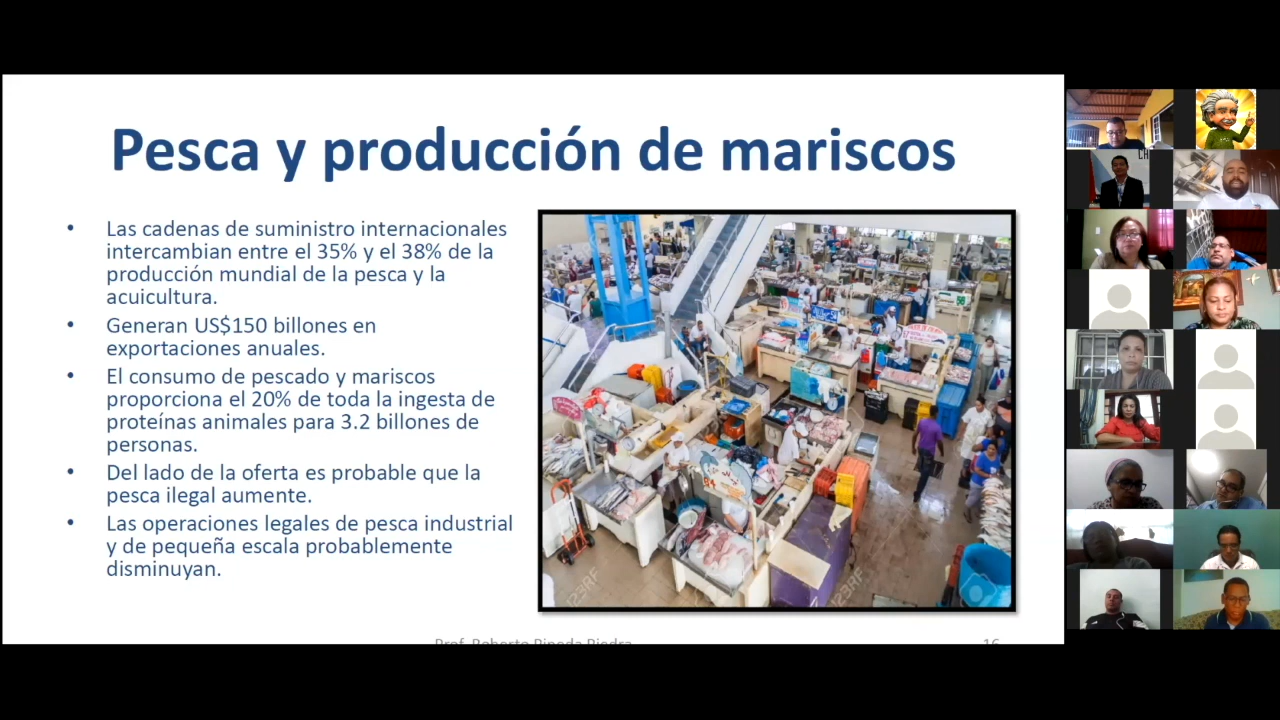 Pesca y producción de mariscos
• Las cadenas de suministro internacionales
intercambian entre el 35% y el 38% de la
producción mundial de la pesca y la
acuicultura.
• Generan US$150 billones en
exportaciones anuales.
• El consumo de pescado y mariscos
proporciona el 20% de toda la ingesta de
proteínas animales para 3.2 billones de
personas.
• Del lado de la oferta es probable que la
pesca ilegal aumente.
• Las operaciones legales de pesca industrial
y de pequeña escala probablemente
disminuyan.
123RF
123RF
Prof. Roberto Pineda Piedra
16